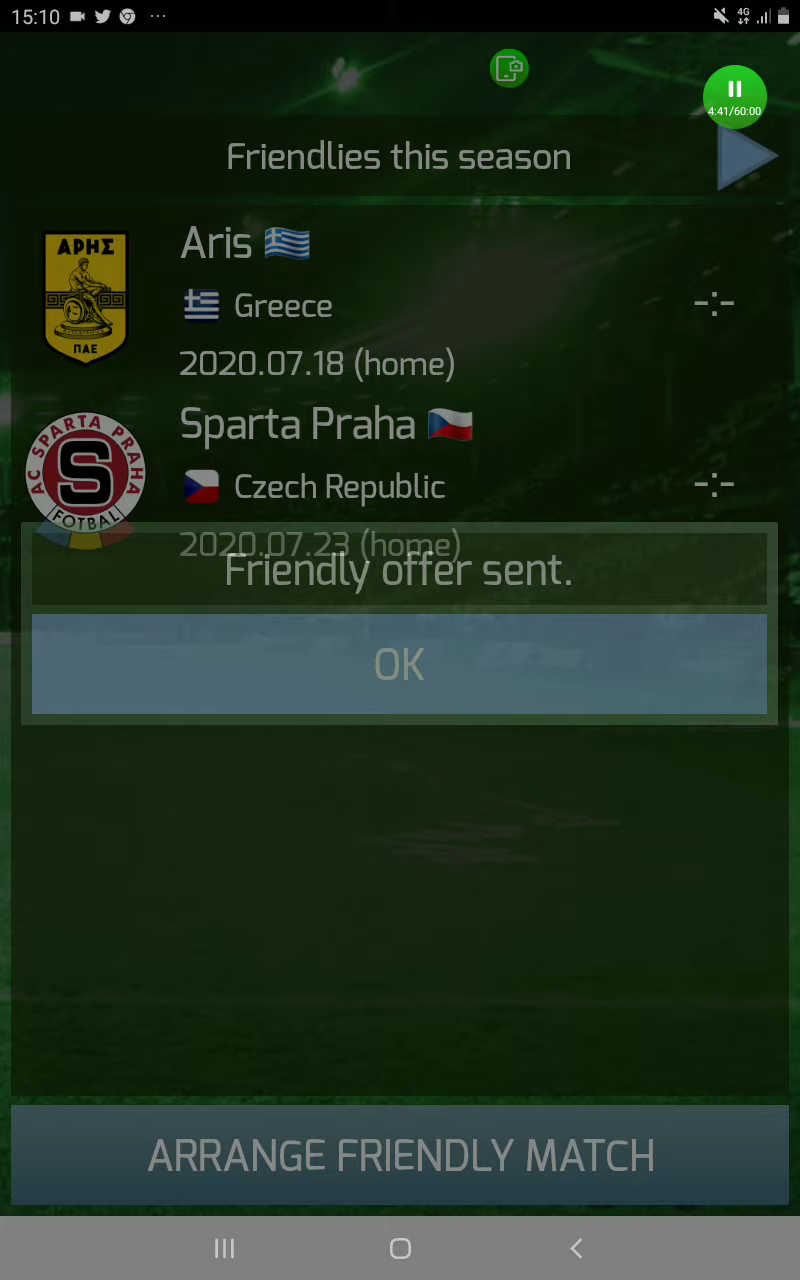 15:10
4G
4:41/60:00
Friendlies this season
ΑΡΗΣ
ΠΑΕ
Aris
Greece
-:-
2020.07.18 (home)
AC SPARTA PRAHA
S
FOTBAL
Sparta Praha
Czech Republic
-:-
2020.07.23 (home)
Friendly offer sent.
OK
ARRANGE FRIENDLY MATCH